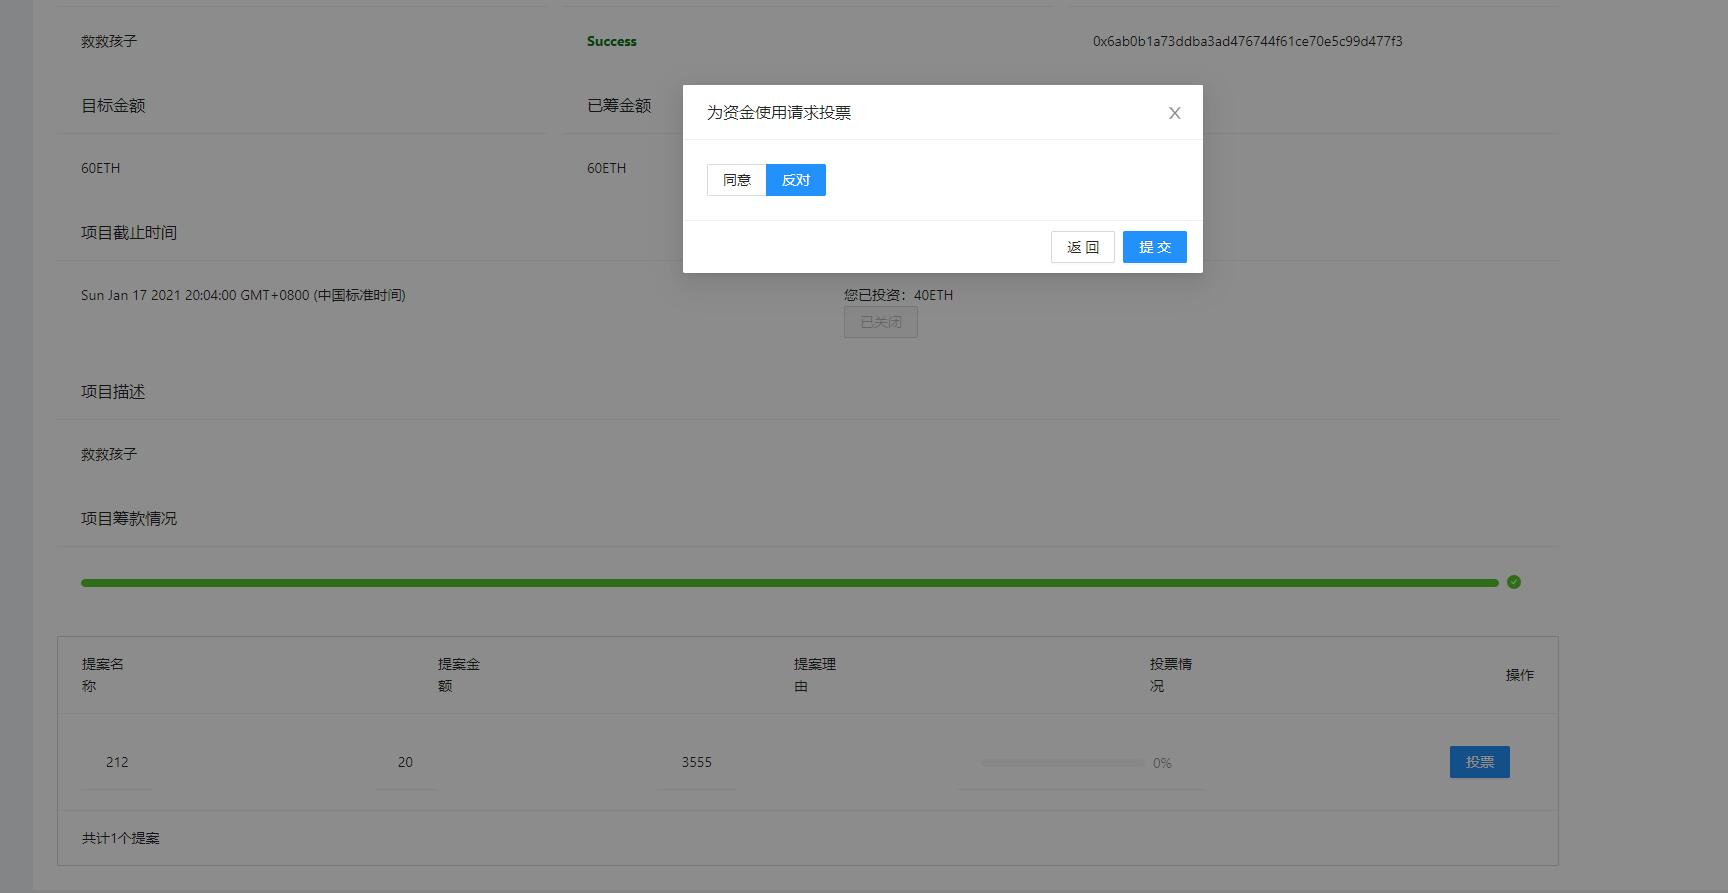 救救孩子
Success
0x6ab0b1a73ddba3ad476744f61ce70e5c99d477f3
目标金额
已筹金额
为资金使用请求投票
X
60ETH
60ETH
同意
反对
项目截止时间
返 回
提 交
Sun Jan 17 2021 20:04:00 GMT+0800 (中国标准时间)
您已投资：40ETH
已关闭
项目描述
救救孩子
项目筹款情况
提案名
称
提案金
额
提案理
由
投票情
况
操作
212
20
3555
0%
投票
共计1个提案